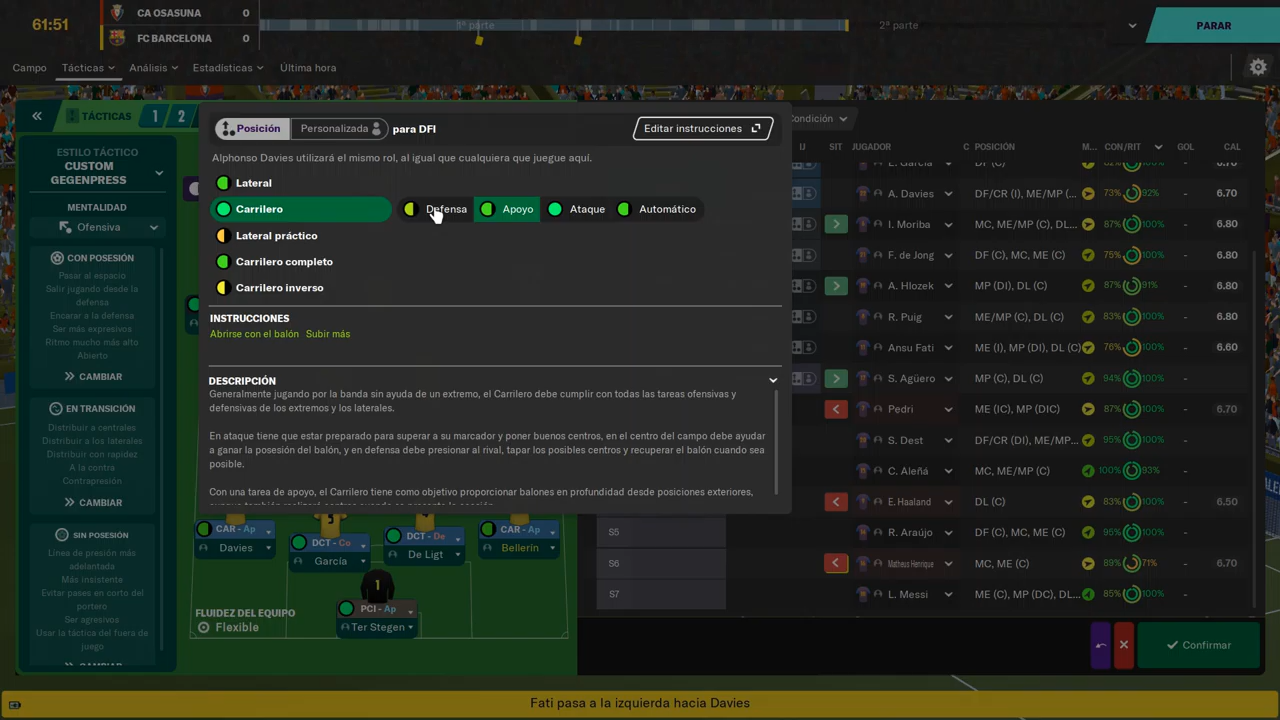 61:51
CA OSASUNA 0
FC BARCELONA 0
1ª parte
2ª parte
PARAR
Campo Tácticas Análisis Estadísticas Última hora
TÁCTICAS 1 2
ESTILO TÁCTICO
CUSTOM
GEGENPRESS
MENTALIDAD
Ofensiva
CON POSESIÓN
Pasar al espacio
Salir jugando desde la
defensa
Encarar a la defensa
Ser más expresivos
Ritmo mucho más alto
Abierto
CAMBIAR
EN TRANSICIÓN
Distribuir a centrales
Distribuir a los laterales
Distribuir con rapidez
A la contra
Contrapresión
CAMBIAR
SIN POSESIÓN
Línea de presión más
adelantada
Más insistente
Evitar pases en corto del
portero
Ser agresivos
Usar la táctica del fuera de
juego
CAMBIAR
Posición Personalizada para DFI
Editar instrucciones
Alphonso Davies utilizará el mismo rol, al igual que cualquiera que juegue aquí.
Lateral
Carrilero Defensa Apoyo Ataque Automático
Lateral práctico
Carrilero completo
Carrilero inverso
INSTRUCCIONES
Abrirse con el balón Subir más
DESCRIPCIÓN
Generalmente jugando por la banda sin ayuda de un extremo, el Carrilero debe cumplir con todas las tareas ofensivas y
defensivas de los extremos y los laterales.
En ataque tiene que estar preparado para superar a su marcador y poner buenos centros, en el centro del campo debe ayudar
a ganar la posesión del balón, y en defensa debe presionar al rival, tapar los posibles centros y recuperar el balón cuando sea
posible.
Con una tarea de apoyo, el Carrilero tiene como objetivo proporcionar balones en profundidad desde posiciones exteriores,
CAR - Ap
Davies
DCT - Co
García
DCT - De
De Ligt
CAR - Ap
Bellerín
1
PCI - Ap
Ter Stegen
FLUIDEZ DEL EQUIPO
Flexible
Condición
IJ SIT JUGADOR C POSICIÓN M... CON/RIT GOL CAL
E. García DF (C) 82% 6.70
A. Davies DF/CR (I), ME/MP (... 73% 92% - 6.70
I. Moriba MC, ME/MP (C), DL... 87% 100% - 6.80
F. de Jong DF (C), MC, ME (C) 75% 100% - 6.80
A. Hlozek MP (DI), DL (C) 87% 91% - 6.80
R. Puig ME/MP (C), DL (C) 83% 100% - 6.80
Ansu Fati ME (I), MP (DI), DL (C) 76% 100% - 6.60
S. Agüero MP (C), DL (C) 94% 100% -
Pedri ME (IC), MP (DIC) 87% 100% - 6.70
S. Dest DF/CR (DI), ME/MP... 95% 100% -
C. Aleñá MC, ME/MP (C) 100% 93% -
E. Haaland DL (C) 83% 100% - 6.50
S5 R. Araújo DF (C), MC, ME (C) 95% 100% -
S6 Matheus Henrique MC, ME (C) 89% 71% - 6.70
S7 L. Messi ME (C), MP (DC), DL... 85% 100% -
Confirmar
Fati pasa a la izquierda hacia Davies